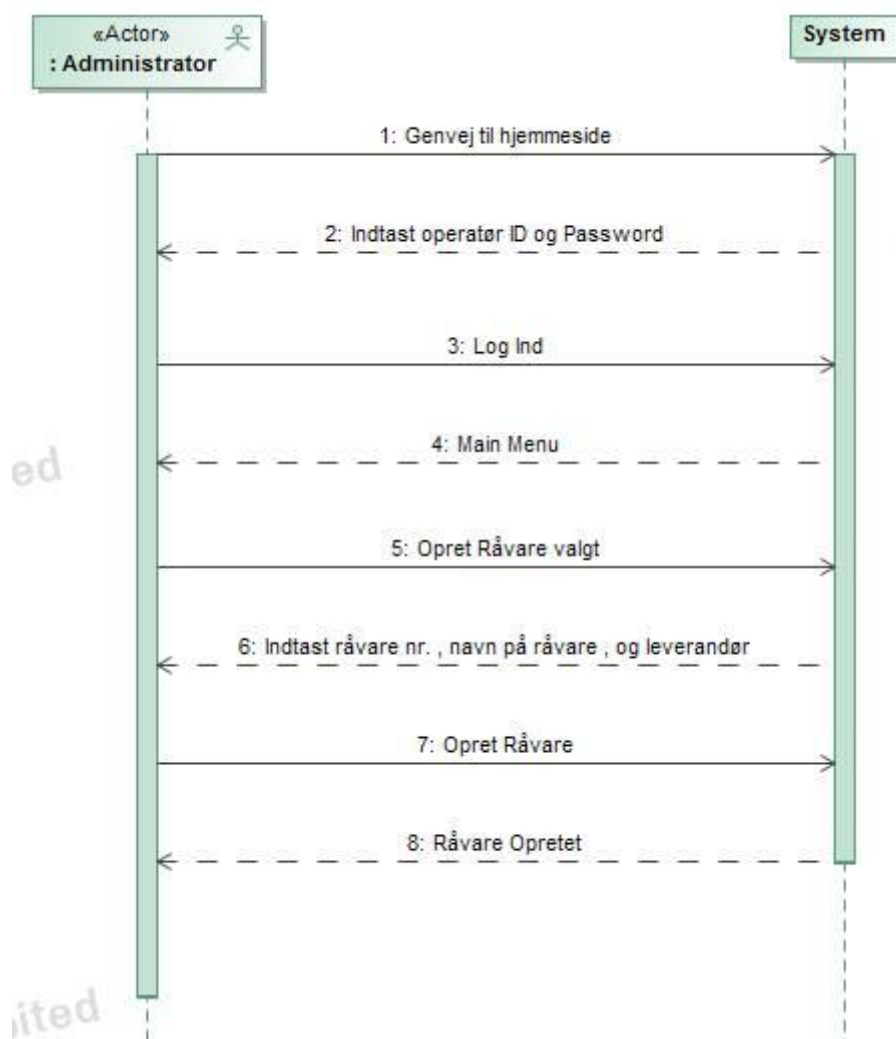 «Actor»
: Administrator
System
1: Genvej til hjemmeside
2: Indtast operatør ID og Password
3: Log Ind
4: Main Menu
5: Opret Råvare valgt
6: Indtast råvare nr. , navn på råvare , og leverandør
7: Opret Råvare
8: Råvare Opretet
ed
bited